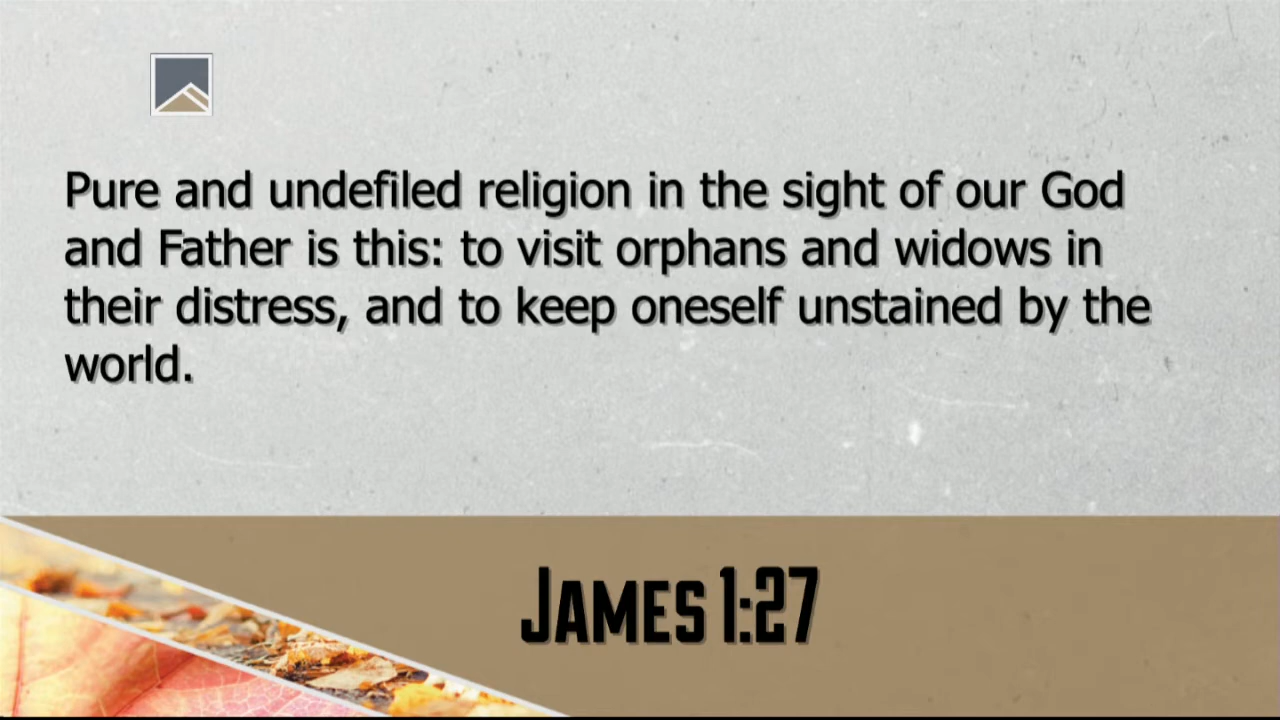 Pure and undefiled religion in the sight of our God
and Father is this: to visit orphans and widows in
their distress, and to keep oneself unstained by the
world.
James 1:27